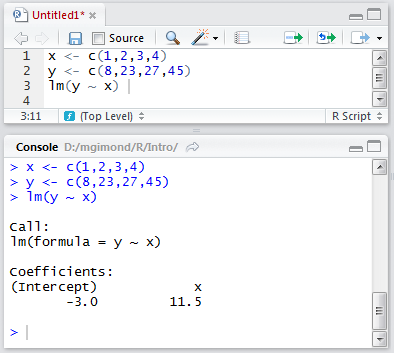 Untitled1*
Source
1 x <- c(1,2,3,4)
2 y <- c(8,23,27,45)
3 lm(y ~ x)
4
3:11 (Top Level) R Script
Console D:/mgimond/R/Intro/
> x <- c(1,2,3,4)
> y <- c(8,23,27,45)
> lm(y ~ x)
Call:
lm(formula = y ~ x)
Coefficients:
(Intercept) x
-3.0 11.5
>